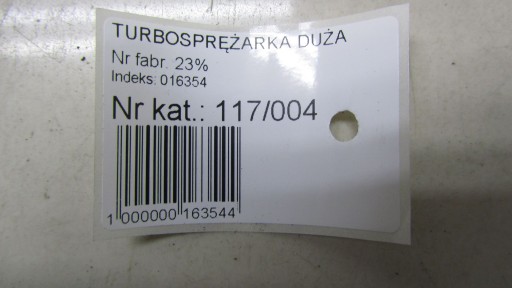 TURBOSPRĘŻARKA DUŻA
Nr fabr. 23%
Indeks: 016354
Nr kat.: 117/004
1 000000 163544